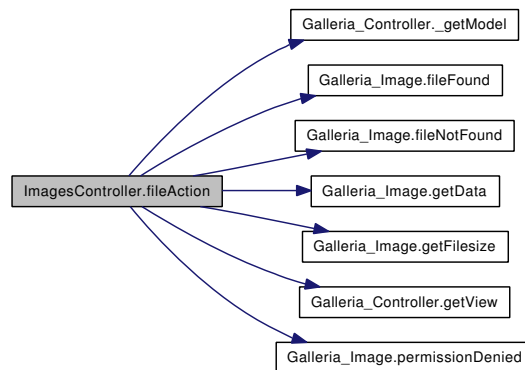 Galleria_Controller._getModel
Galleria_Image.fileFound
Galleria_Image.fileNotFound
ImagesController.fileAction
Galleria_Image.getData
Galleria_Image.getFilesize
Galleria_Controller.getView
Galleria_Image.permissionDenied